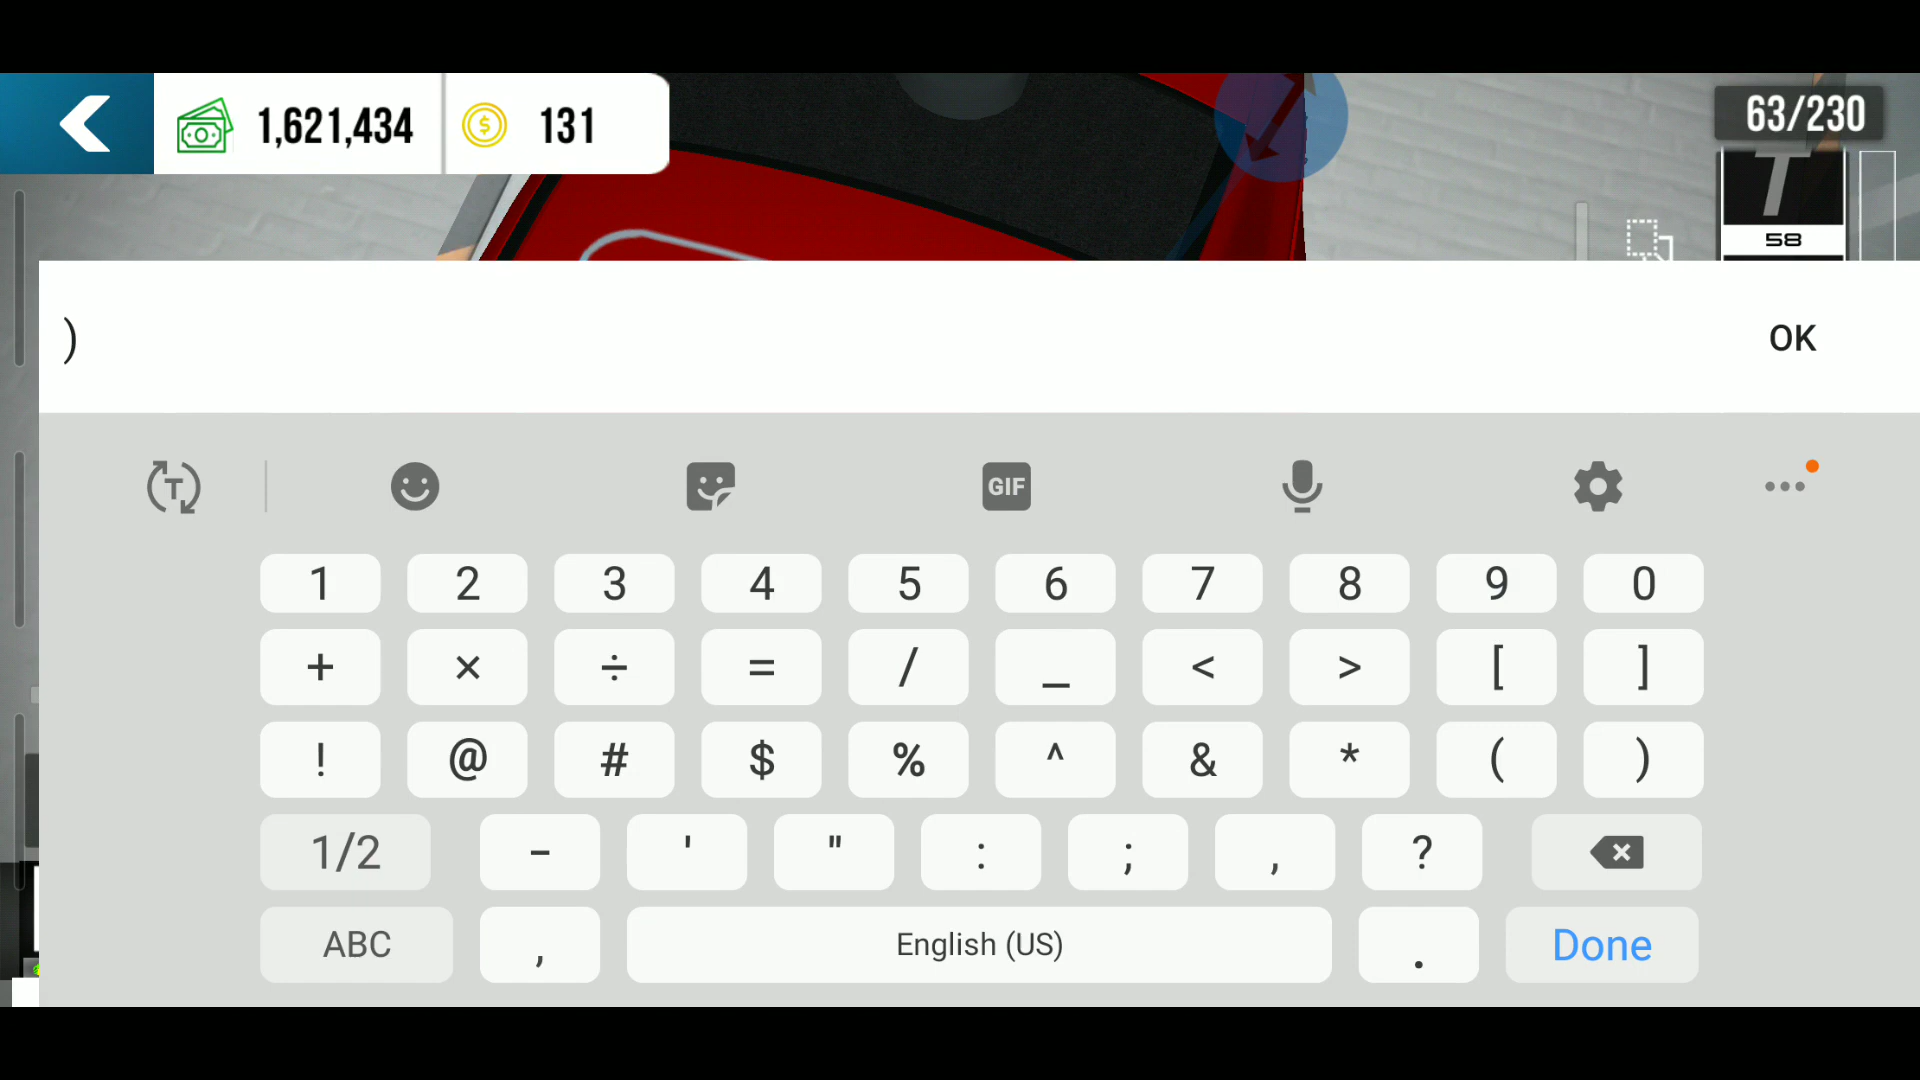 1,621,434 131 63/230
T
58
) OK
T GIF
1 2 3 4 5 6 7 8 9 0
+ × ÷ = / _ < > [ ]
! @ # $ % ^ & * ( )
1/2 - ' " : ; , ?
ABC , English (US) . Done